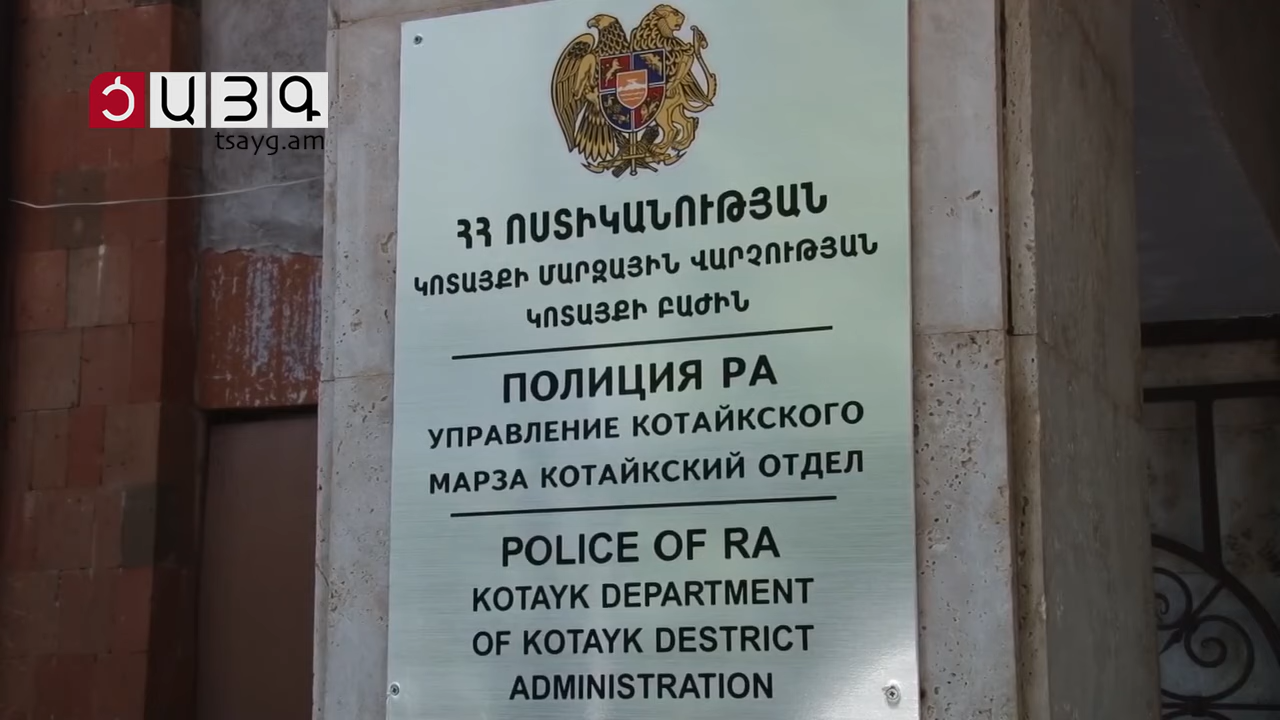 ՃԱՅԳ
tsayg.am
ՀՀ ՈՍՏԻԿԱՆՈՒԹՅԱՆ
ԿՈՏԱՅՔԻ ՄԱՐԶԱՅԻՆ ՎԱՐՉՈՒԹՅԱՆ
ԿՈՏԱՅՔԻ ԲԱԺԻՆ
ПОЛИЦИЯ РА
УПРАВЛЕНИЕ КОТАЙКСКОГО
МАРЗА КОТАЙКСКИЙ ОТДЕЛ
POLICE OF RA
KOTAYK DEPARTMENT
OF KOTAYK DESTRICT
ADMINISTRATION